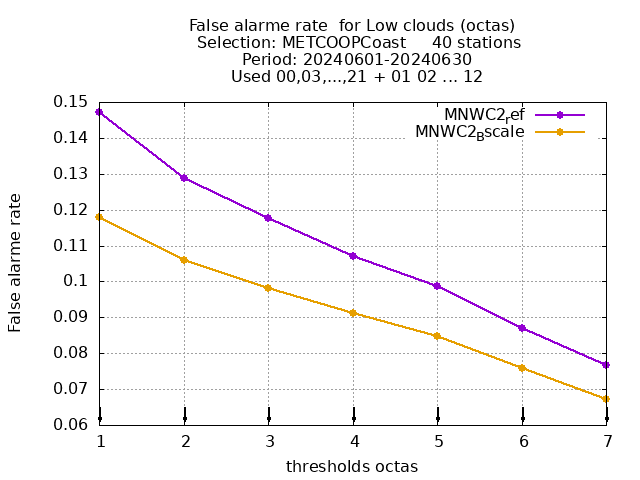 False alarme rate  for Low clouds (octas)
Selection: METCOOPCoast     40 stations
Period: 20240601-20240630
Used 00,03,...,21 + 01 02 ... 12
0.15
0.14
0.13
0.12
0.11
0.1
0.09
0.08
0.07
0.06
False alarme rate
MNWC2ref
MNWC2Bscale
1 2 3 4 5 6 7
thresholds octas